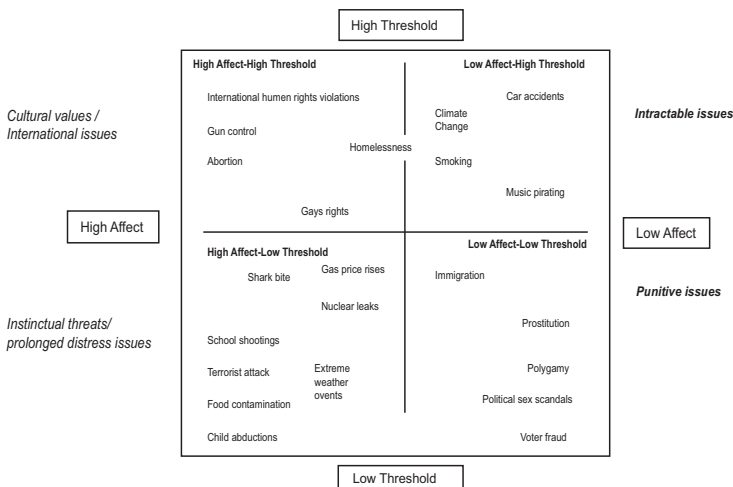 High Threshold
High Affect-High Threshold
Low Affect-High Threshold
International human rights violations
Car accidents
Cultural values /
International issues
Climate
Change
Intractable issues
Gun control
Homelessness
Abortion
Smoking
Music pirating
Gays rights
High Affect
Low Affect
High Affect-Low Threshold
Low Affect-Low Threshold
Shark bite
Gas price rises
Immigration
Punitive issues
Nuclear leaks
Instinctual threats/
prolonged distress issues
Prostitution
School shootings
Terrorist attack
Extreme
weather
ovents
Polygamy
Food contamination
Political sex scandals
Child abductions
Voter fraud
Low Threshold